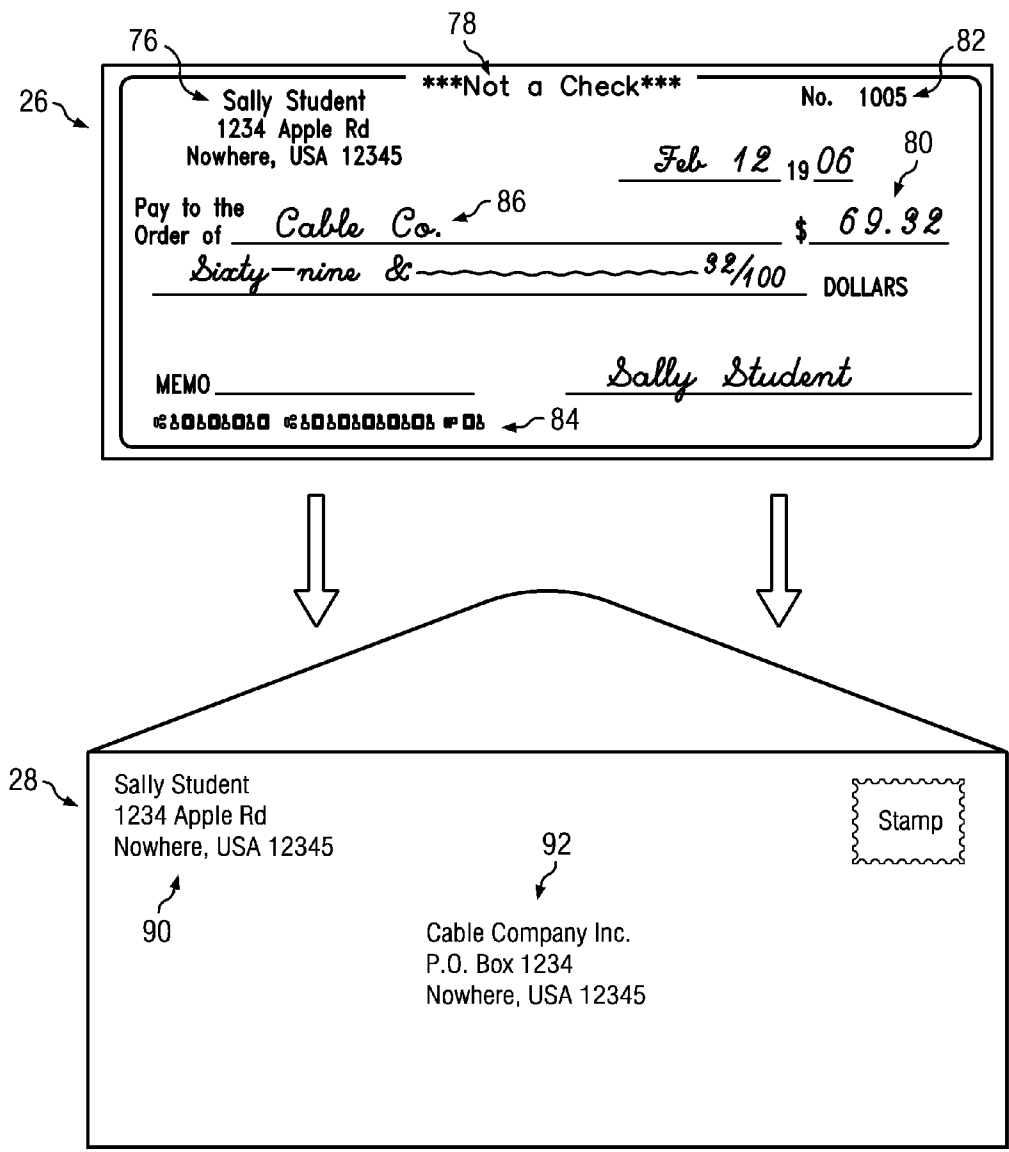 76
78
82
26
***Not a Check***
Sally Student
No. 1005
1234 Apple Rd
Nowhere, USA 12345
Feb 12 19 06
80
Pay to the
Order of Cable Co.
86
$ 69.32
Sixty-nine & 32/100 DOLLARS
MEMO
Sally Student
84
28
Sally Student
1234 Apple Rd
Nowhere, USA 12345
Stamp
90
92
Cable Company Inc.
P.O. Box 1234
Nowhere, USA 12345